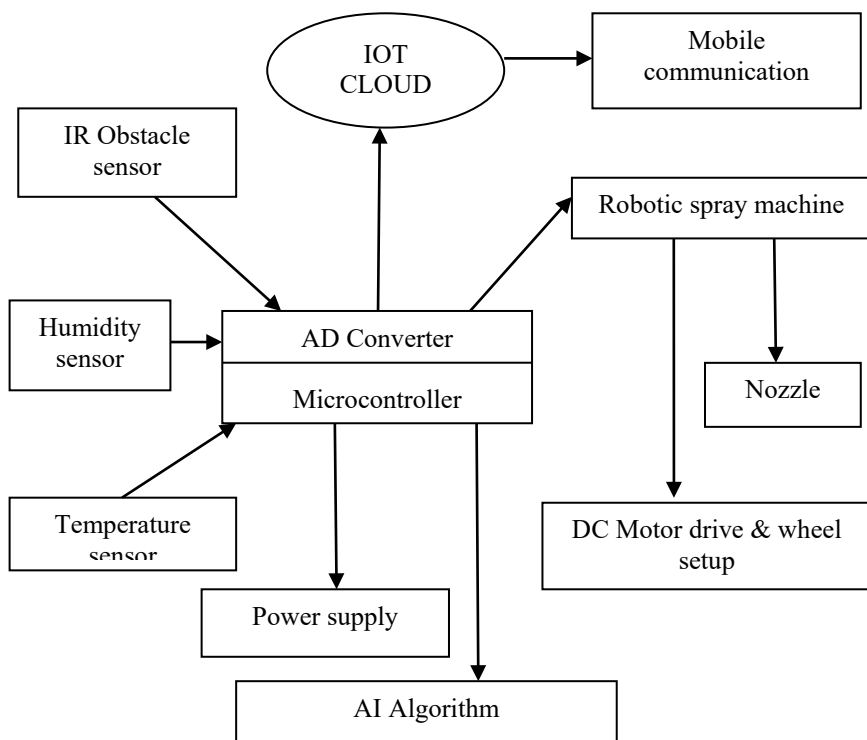 IOT
CLOUD
Mobile
communication
IR Obstacle
sensor
Robotic spray machine
Humidity
sensor
AD Converter
Microcontroller
Nozzle
Temperature
sensor
DC Motor drive & wheel
setup
Power supply
AI Algorithm